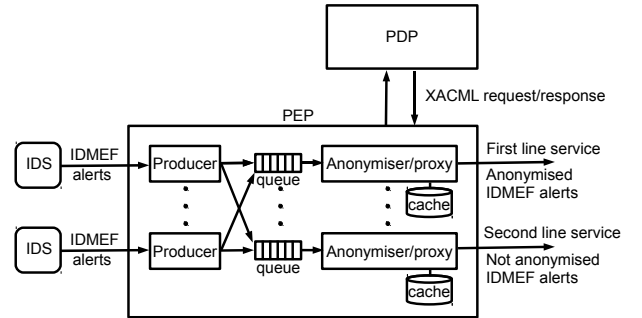 PDP
XACML request/response
PEP
IDS
IDMEF
alerts
Producer
queue
Anonymiser/proxy
cache
First line service
Anonymised
IDMEF alerts
IDS
IDMEF
alerts
Producer
queue
Anonymiser/proxy
cache
Second line service
Not anonymised
IDMEF alerts